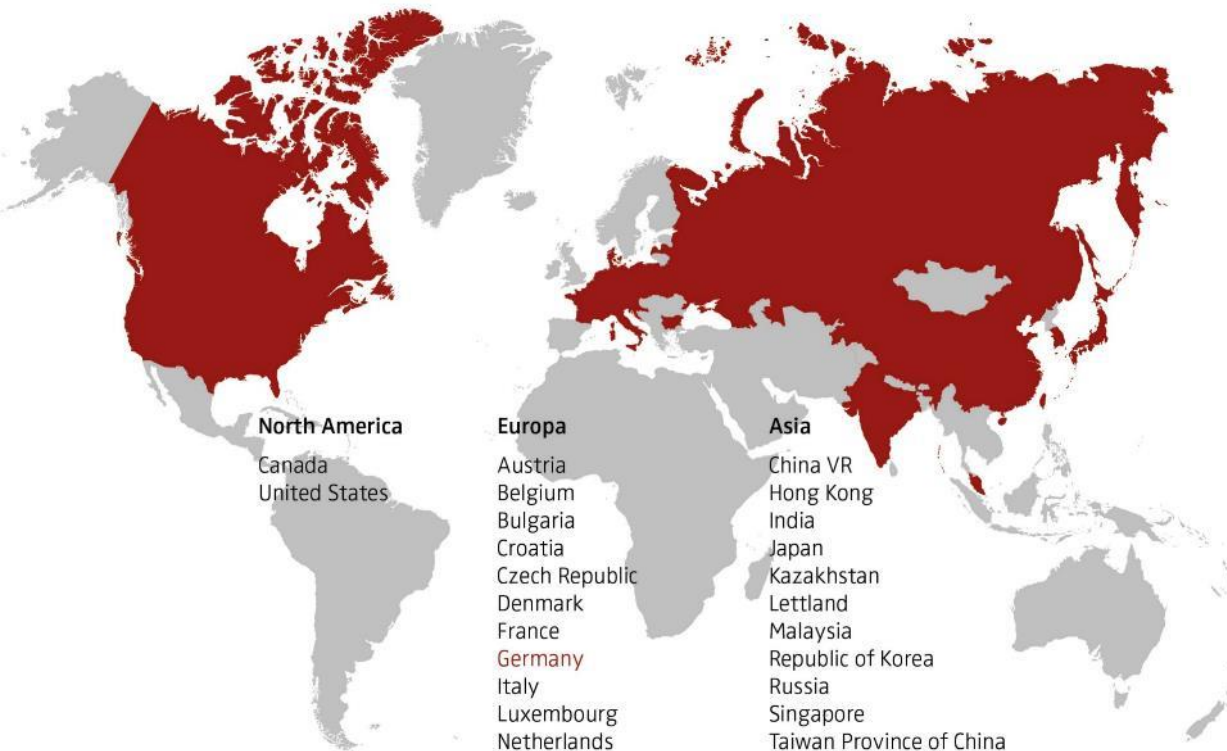 North America
Canada
United States
Europa
Austria
Belgium
Bulgaria
Croatia
Czech Republic
Denmark
France
Germany
Italy
Luxembourg
Netherlands
Asia
China VR
Hong Kong
India
Japan
Kazakhstan
Lettland
Malaysia
Republic of Korea
Russia
Singapore
Taiwan Province of China